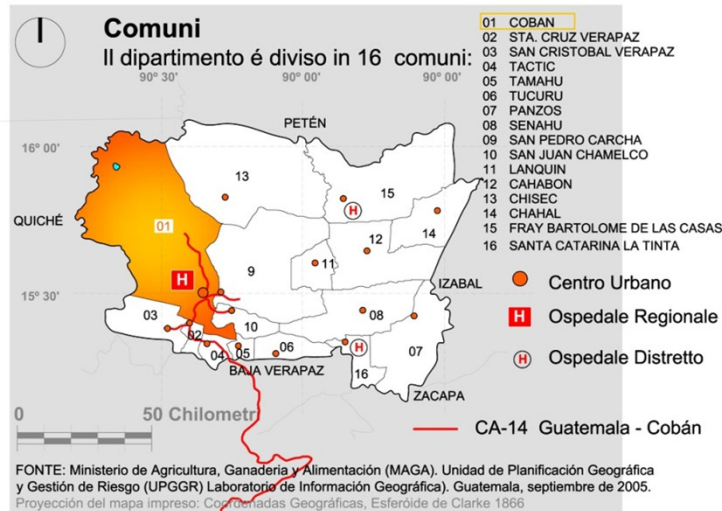 Comuni
Il dipartimento é diviso in 16 comuni:
01 COBAN
02 STA. CRUZ VERAPAZ
03 SAN CRISTOBAL VERAPAZ
04 TACTIC
05 TAMAHU
06 TUCURU
07 PANZOS
08 SENAHU
09 SAN PEDRO CARCHA
10 SAN JUAN CHAMELCO
11 LANQUIN
12 CAHABON
13 CHISEC
14 CHAHAL
15 FRAY BARTOLOME DE LAS CASAS
16 SANTA CATARINA LA TINTA
90° 30' 90° 00' 90° 00'
PETÉN
16° 00'
13
15
H
QUICHÉ
01
12
14
9
11
IZABAL
H
15° 30'
03
10
08
02
H
07
04 05 06
16
BAJA VERAPAZ
ZACAPA
Centro Urbano
H Ospedale Regionale
H Ospedale Distretto
0 50 Chilometri
CA-14 Guatemala - Cobán
FONTE: Ministerio de Agricultura, Ganaderia y Alimentación (MAGA). Unidad de Planificación Geográfica
y Gestión de Riesgo (UPGGR) Laboratorio de Información Geográfica). Guatemala, septiembre de 2005.
Proyección del mapa impreso: Coordenadas Geográficas, Esferóide de Clarke 1866